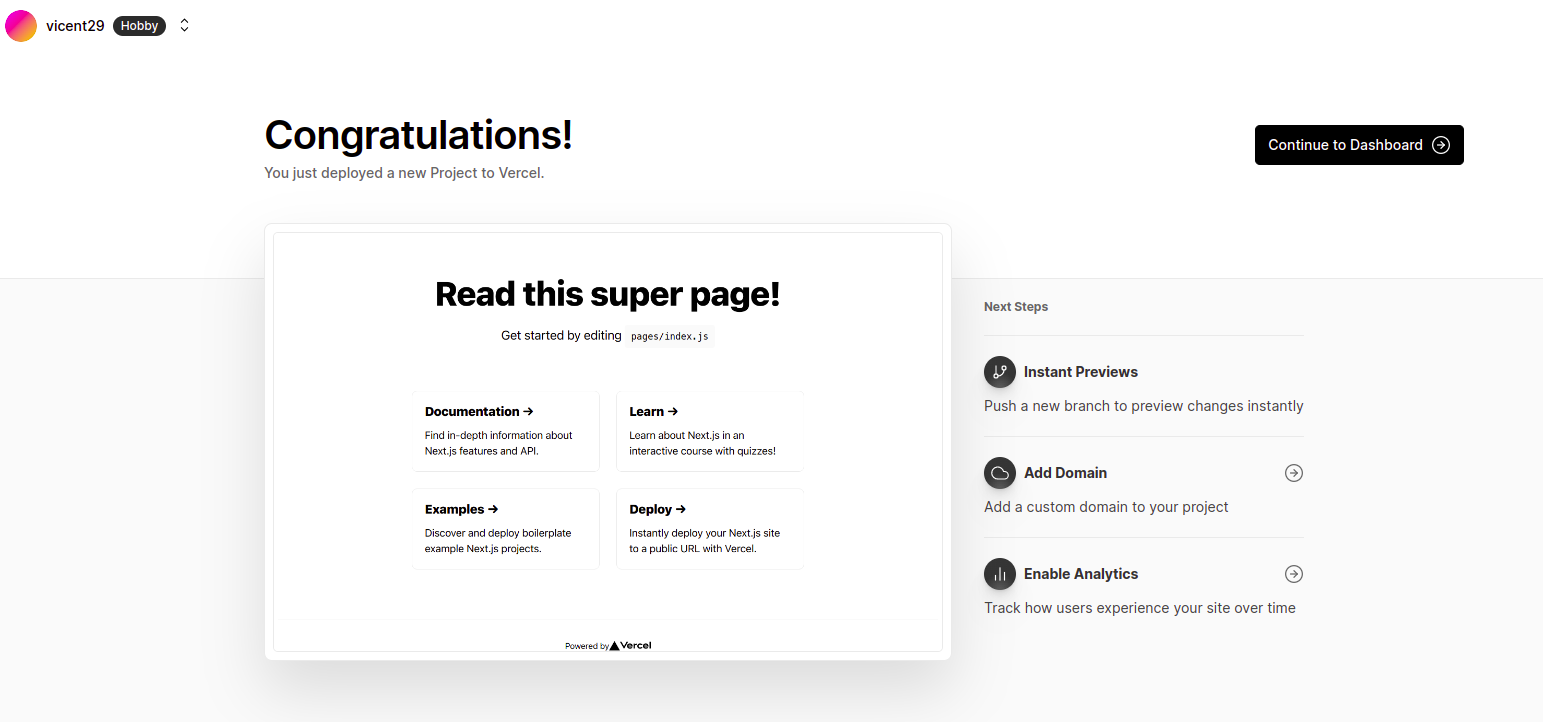 vicent29 Hobby
Congratulations!
You just deployed a new Project to Vercel.
Continue to Dashboard
Read this super page!
Get started by editing pages/index.js
Documentation →
Find in-depth information about
Next.js features and API.
Learn →
Learn about Next.js in an
interactive course with quizzes!
Examples →
Discover and deploy boilerplate
example Next.js projects.
Deploy →
Instantly deploy your Next.js site
to a public URL with Vercel.
Powered by Vercel
Next Steps
Instant Previews
Push a new branch to preview changes instantly
Add Domain
Add a custom domain to your project
Enable Analytics
Track how users experience your site over time